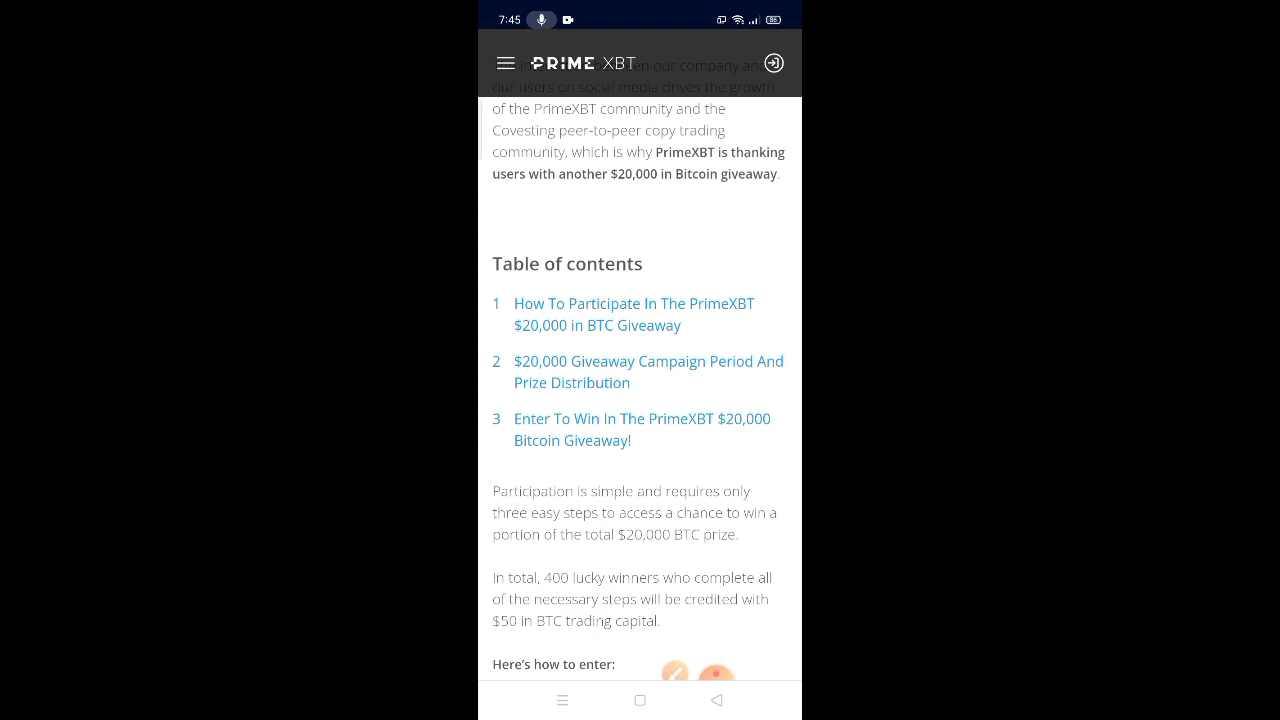 7:45
86
PRIME XBT
our company and
our users on social media drives the growth
of the PrimeXBT community and the
Covesting peer-to-peer copy trading
community, which is why PrimeXBT is thanking
users with another $20,000 in Bitcoin giveaway.
Table of contents
1 How To Participate In The PrimeXBT
$20,000 in BTC Giveaway
2 $20,000 Giveaway Campaign Period And
Prize Distribution
3 Enter To Win In The PrimeXBT $20,000
Bitcoin Giveaway!
Participation is simple and requires only
three easy steps to access a chance to win a
portion of the total $20,000 BTC prize.
In total, 400 lucky winners who complete all
of the necessary steps will be credited with
$50 in BTC trading capital.
Here’s how to enter: